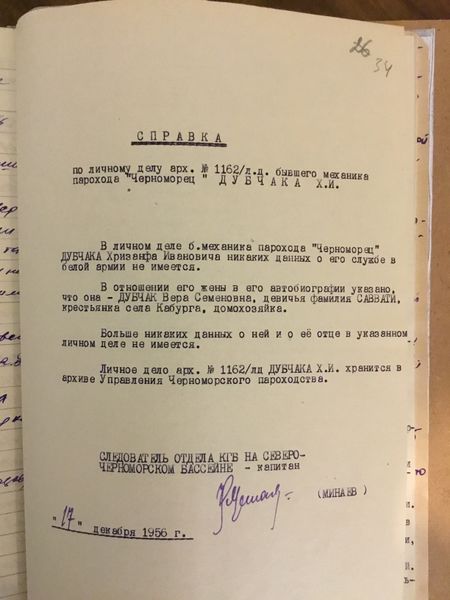 26
34
СПРАВКА
по личному делу арх. № 1162/л.д. бывшего механика
парохода "Черноморец " ДУБЧАКА Х.И.
В личном деле б.механика парохода "Черноморец"
ДУБЧАКА Хризанфа Ивановича никаких данных о его службе в
белой армии не имеется.
В отношении его жены в его автобиографии указано,
что она - ДУБЧАК Вера Семеновна, девичья фамилия САВВАТИ,
крестьянка села Кабурга, домохозяйка.
Больше никаких данных о ней и о её отце в указанном
личном деле не имеется.
Личное дело арх. № 1162/лд ДУБЧАКА Х.И. хранится в
архиве Управления Черноморского пароходства.
СЛЕДОВАТЕЛЬ ОТДЕЛА КГБ НА СЕВЕРО-
ЧЕРНОМОРСКОМ БАССЕЙНЕ - капитан
(МИНАЕВ )
"17" декабря 1956 г.